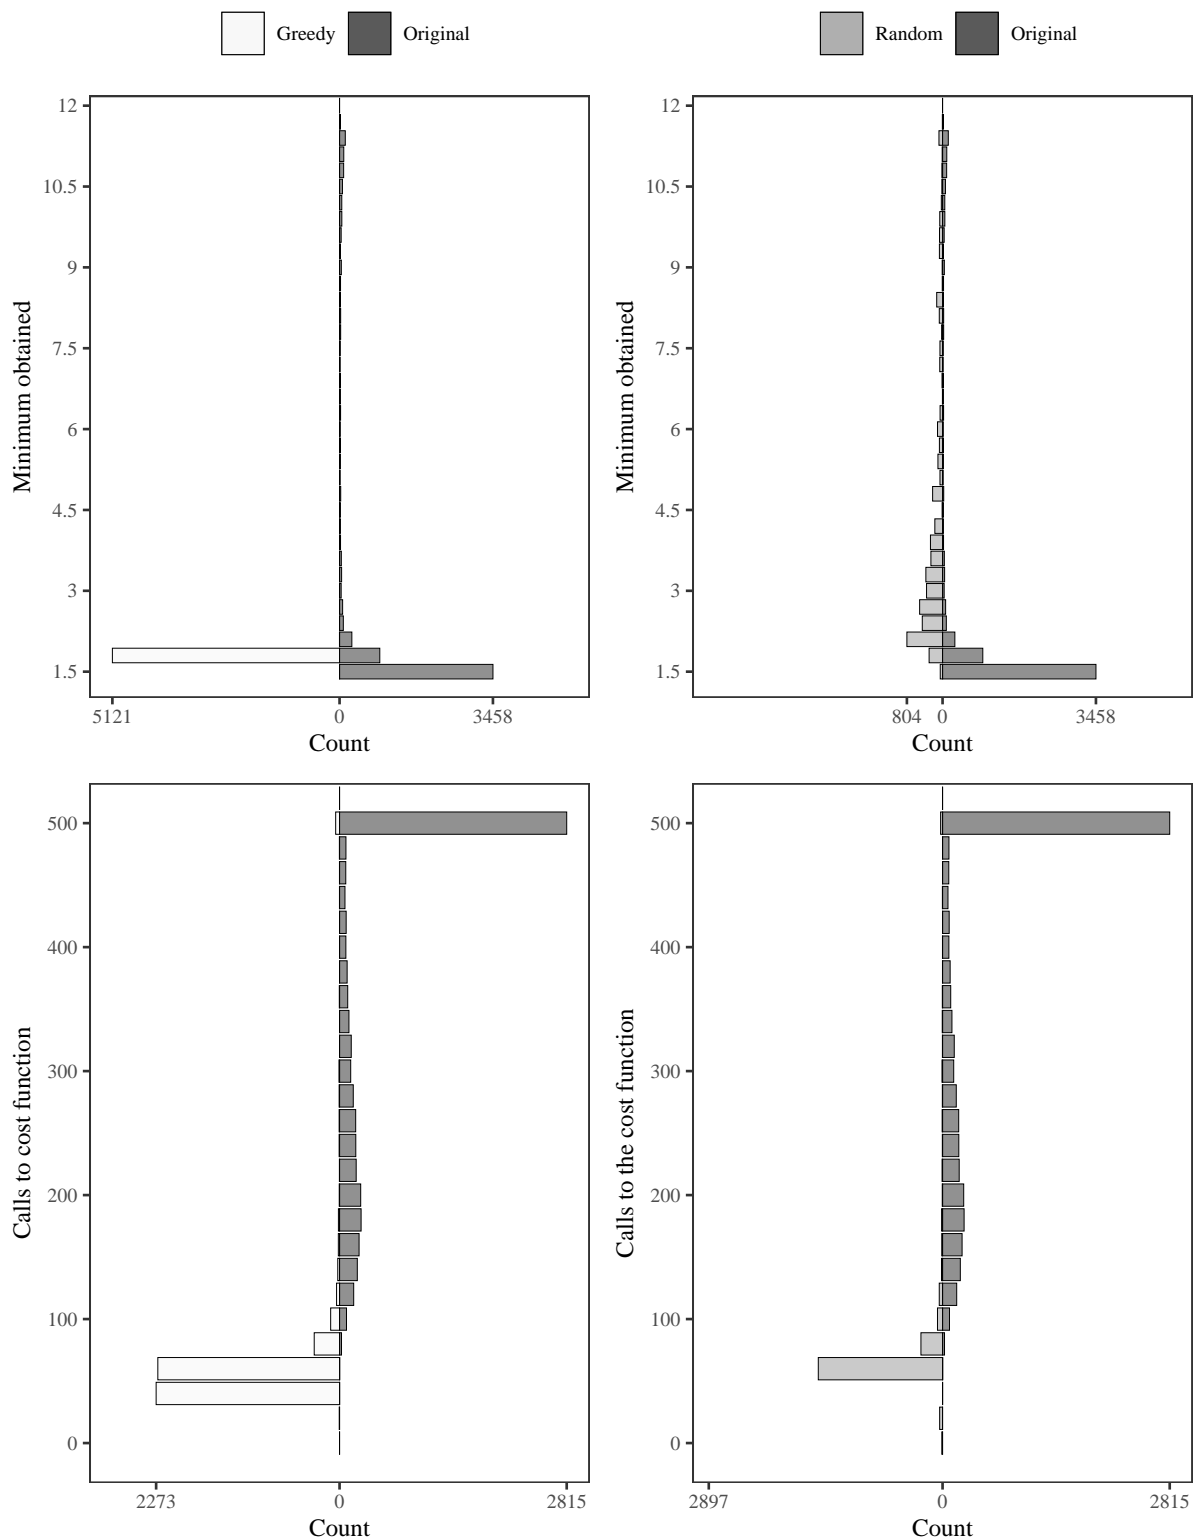 Greedy Original
Random Original
Minimum obtained
12
10.5
9
7.5
6
4.5
3
1.5
5121 0 3458
Count
Minimum obtained
12
10.5
9
7.5
6
4.5
3
1.5
804 0 3458
Count
Calls to cost function
500
400
300
200
100
0
2273 0 2815
Count
Calls to the cost function
500
400
300
200
100
0
2897 0 2815
Count